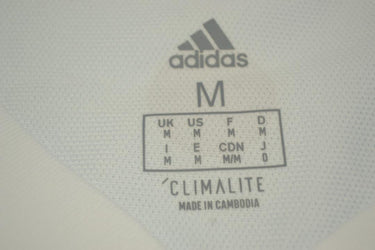 adidas
M
UK US F D
M M M M
I E CDN J
M M M/M O
CLIMALITE
MADE IN CAMBODIA